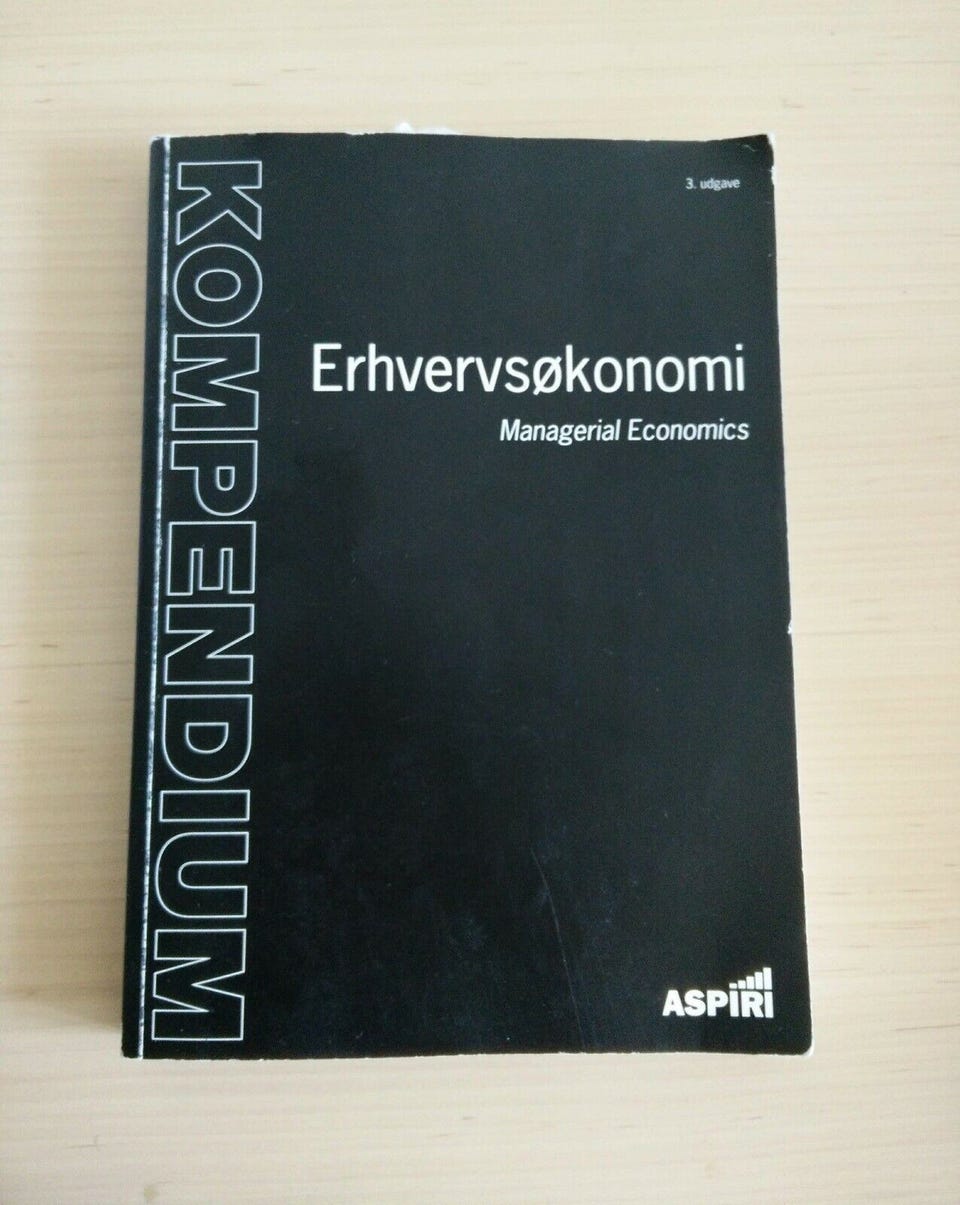 KOMPENDIUM
3. udgave
Erhvervsøkonomi
Managerial Economics
ASPIRI